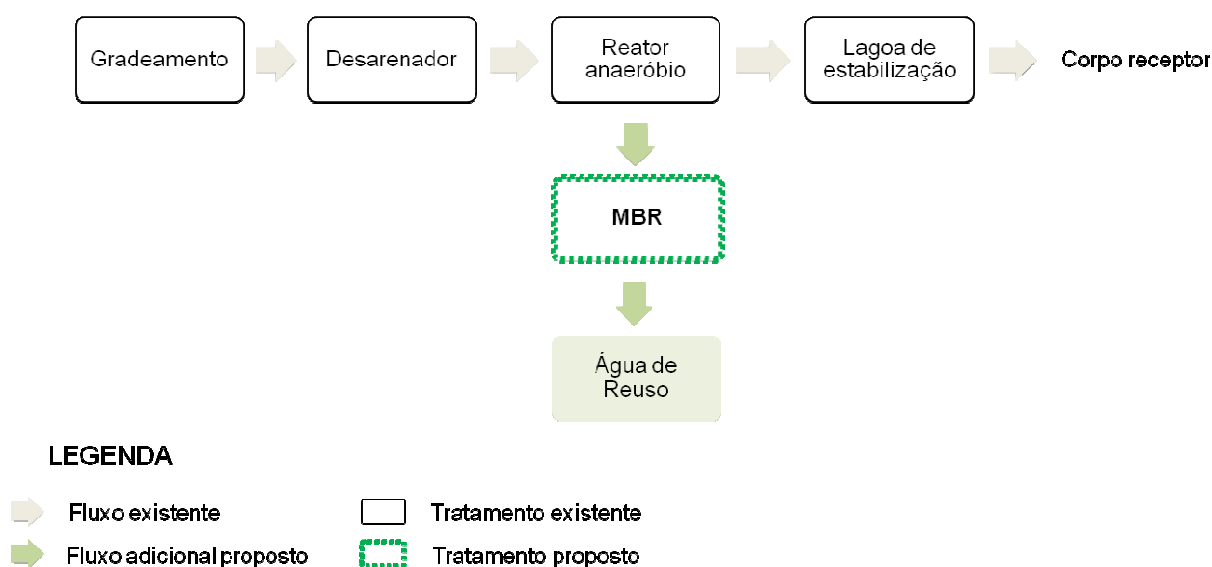 Gradeamento
Desarenador
Reator
anaeróbio
Lagoa de
estabilização
Corpo receptor
MBR
Água de
Reuso
LEGENDA
Fluxo existente
Tratamento existente
Fluxo adicional proposto
Tratamento proposto